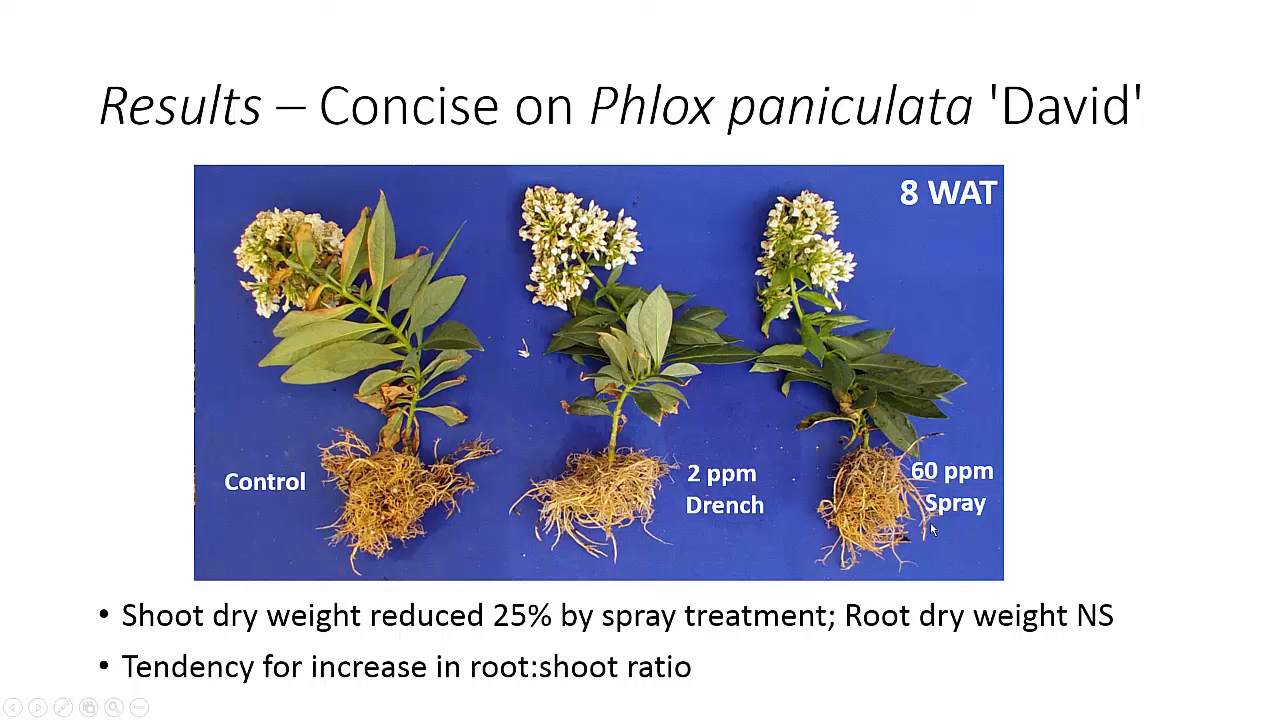 Results – Concise on Phlox paniculata 'David'
8 WAT
Control
2 ppm
Drench
60 ppm
Spray
• Shoot dry weight reduced 25% by spray treatment; Root dry weight NS
• Tendency for increase in root:shoot ratio